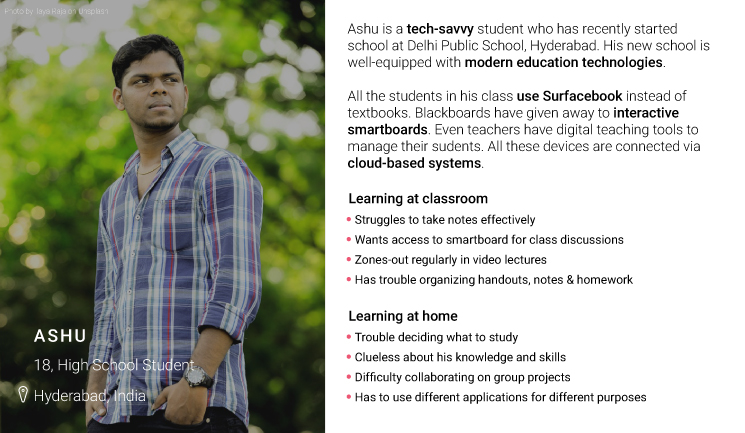 ASHU
18, High School Student
Hyderabad, India
Ashu is a tech-savvy student who has recently started
school at Delhi Public School, Hyderabad. His new school is
well-equipped with modern education technologies.
All the students in his class use Surfacebook instead of
textbooks. Blackboards have given away to interactive
smartboards. Even teachers have digital teaching tools to
manage their sudents. All these devices are connected via
cloud-based systems.
Learning at classroom
Struggles to take notes effectively
Wants access to smartboard for class discussions
Zones-out regularly in video lectures
Has trouble organizing handouts, notes & homework
Learning at home
Trouble deciding what to study
Clueless about his knowledge and skills
Difficulty collaborating on group projects
Has to use different applications for different purposes